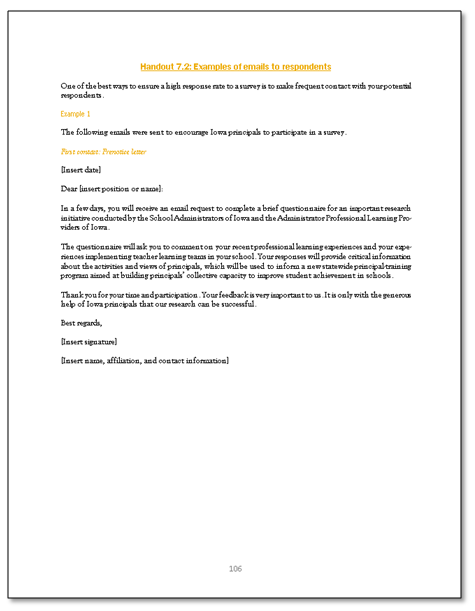 Handout 7.2: Examples of emails to respondents
One of the best ways to ensure a high response rate to a survey is to make frequent contact with your potential
respondents.
Example 1
The following emails were sent to encourage Iowa principals to participate in a survey.
First contact: Prenotice letter
[Insert date]
Dear [insert position or name]:
In a few days, you will receive an email request to complete a brief questionnaire for an important research
initiative conducted by the School Administrators of Iowa and the Administrator Professional Learning Pro-
viders of Iowa.
The questionnaire will ask you to comment on your recent professional learning experiences and your expe-
riences implementing teacher learning teams in your school. Your responses will provide critical information
about the activities and views of principals, which will be used to inform a new statewide principal-training
program aimed at building principals' collective capacity to improve student achievement in schools.
Thank you for your time and participation. Your feedback is very important to us. It is only with the generous
help of Iowa principals that our research can be successful.
Best regards,
[Insert signature]
[Insert name, affiliation, and contact information]
106